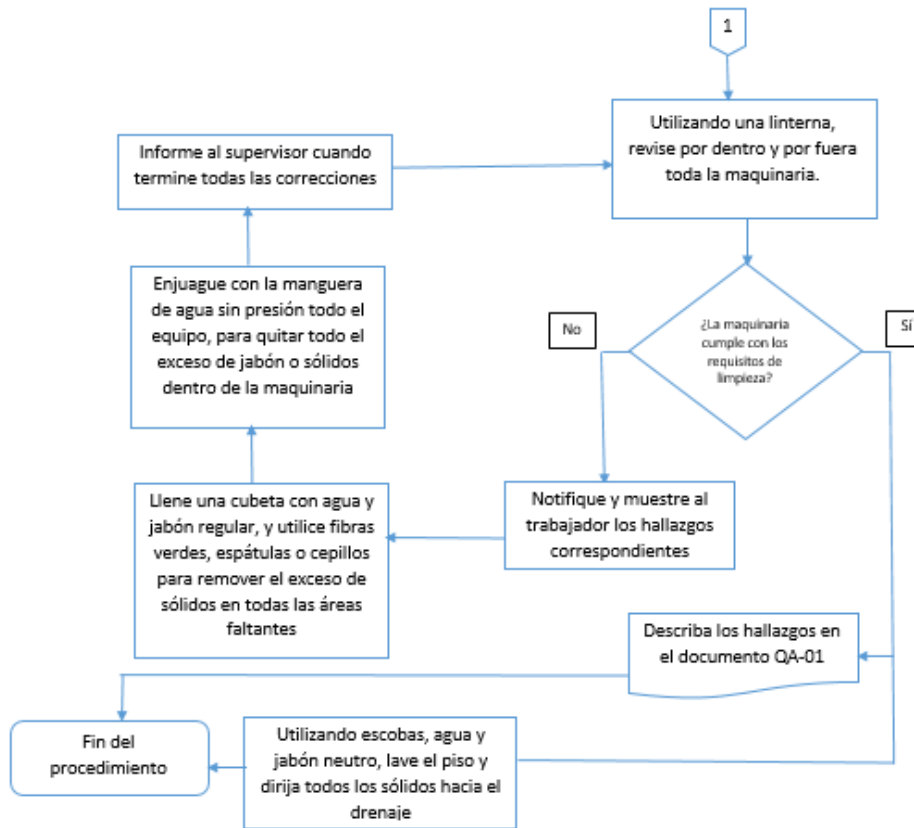 1
Utilizando una linterna,
revise por dentro y por fuera
toda la maquinaria.
Informe al supervisor cuando
termine todas las correcciones
Enjuague con la manguera
de agua sin presión todo el
equipo, para quitar todo el
exceso de jabón o sólidos
dentro de la maquinaria
No
¿La maquinaria
cumple con los
requisitos de
limpieza?
Sí
Llene una cubeta con agua y
jabón regular, y utilice fibras
verdes, espátulas o cepillos
para remover el exceso de
sólidos en todas las áreas
faltantes
Notifique y muestre al
trabajador los hallazgos
correspondientes
Describa los hallazgos en
el documento QA-01
Fin del
procedimiento
Utilizando escobas, agua y
jabón neutro, lave el piso y
dirija todos los sólidos hacia el
drenaje